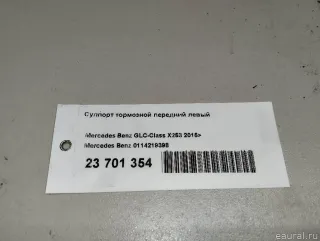 Суппорт тормозной передний левый
Mercedes Benz GLC-Class X253 2015>
Mercedes Benz 0114219398
23 701 354
eaural.ru